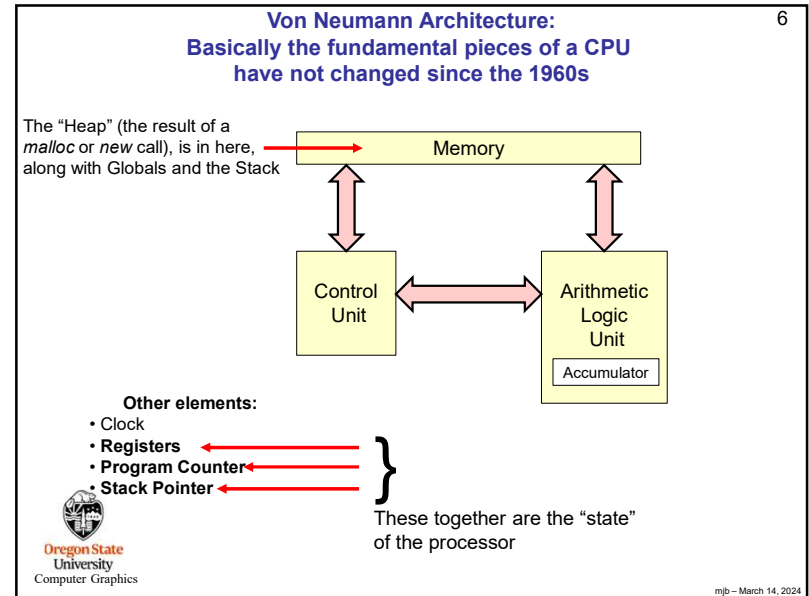 Von Neumann Architecture:
Basically the fundamental pieces of a CPU
have not changed since the 1960s
6
The “Heap” (the result of a
malloc or new call), is in here,
along with Globals and the Stack
Memory
Control
Unit
Arithmetic
Logic
Unit
Accumulator
Other elements:
• Clock
• Registers
• Program Counter
• Stack Pointer
}
These together are the “state”
of the processor
Oregon State
University
Computer Graphics
mjb – March 14, 2024